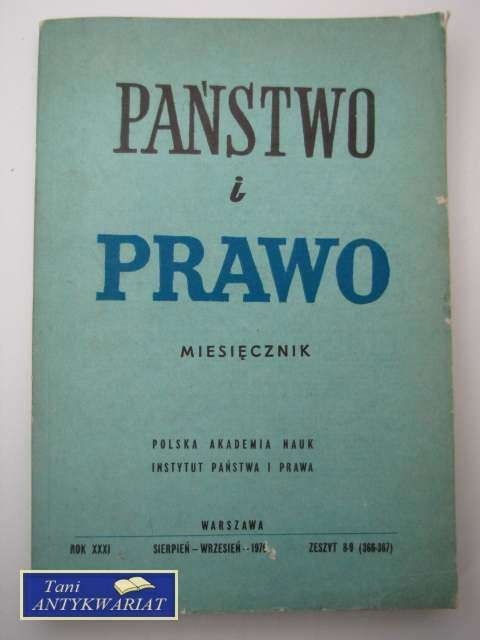 PAŃSTWO
i
PRAWO
MIESIĘCZNIK
POLSKA AKADEMIA NAUK
INSTYTUT PAŃSTWA I PRAWA
WARSZAWA
ROK XXXI SIERPIEŃ – WRZESIEŃ ZESZYT 8-9 (366-367)
Tani
ANTYKWARIAT